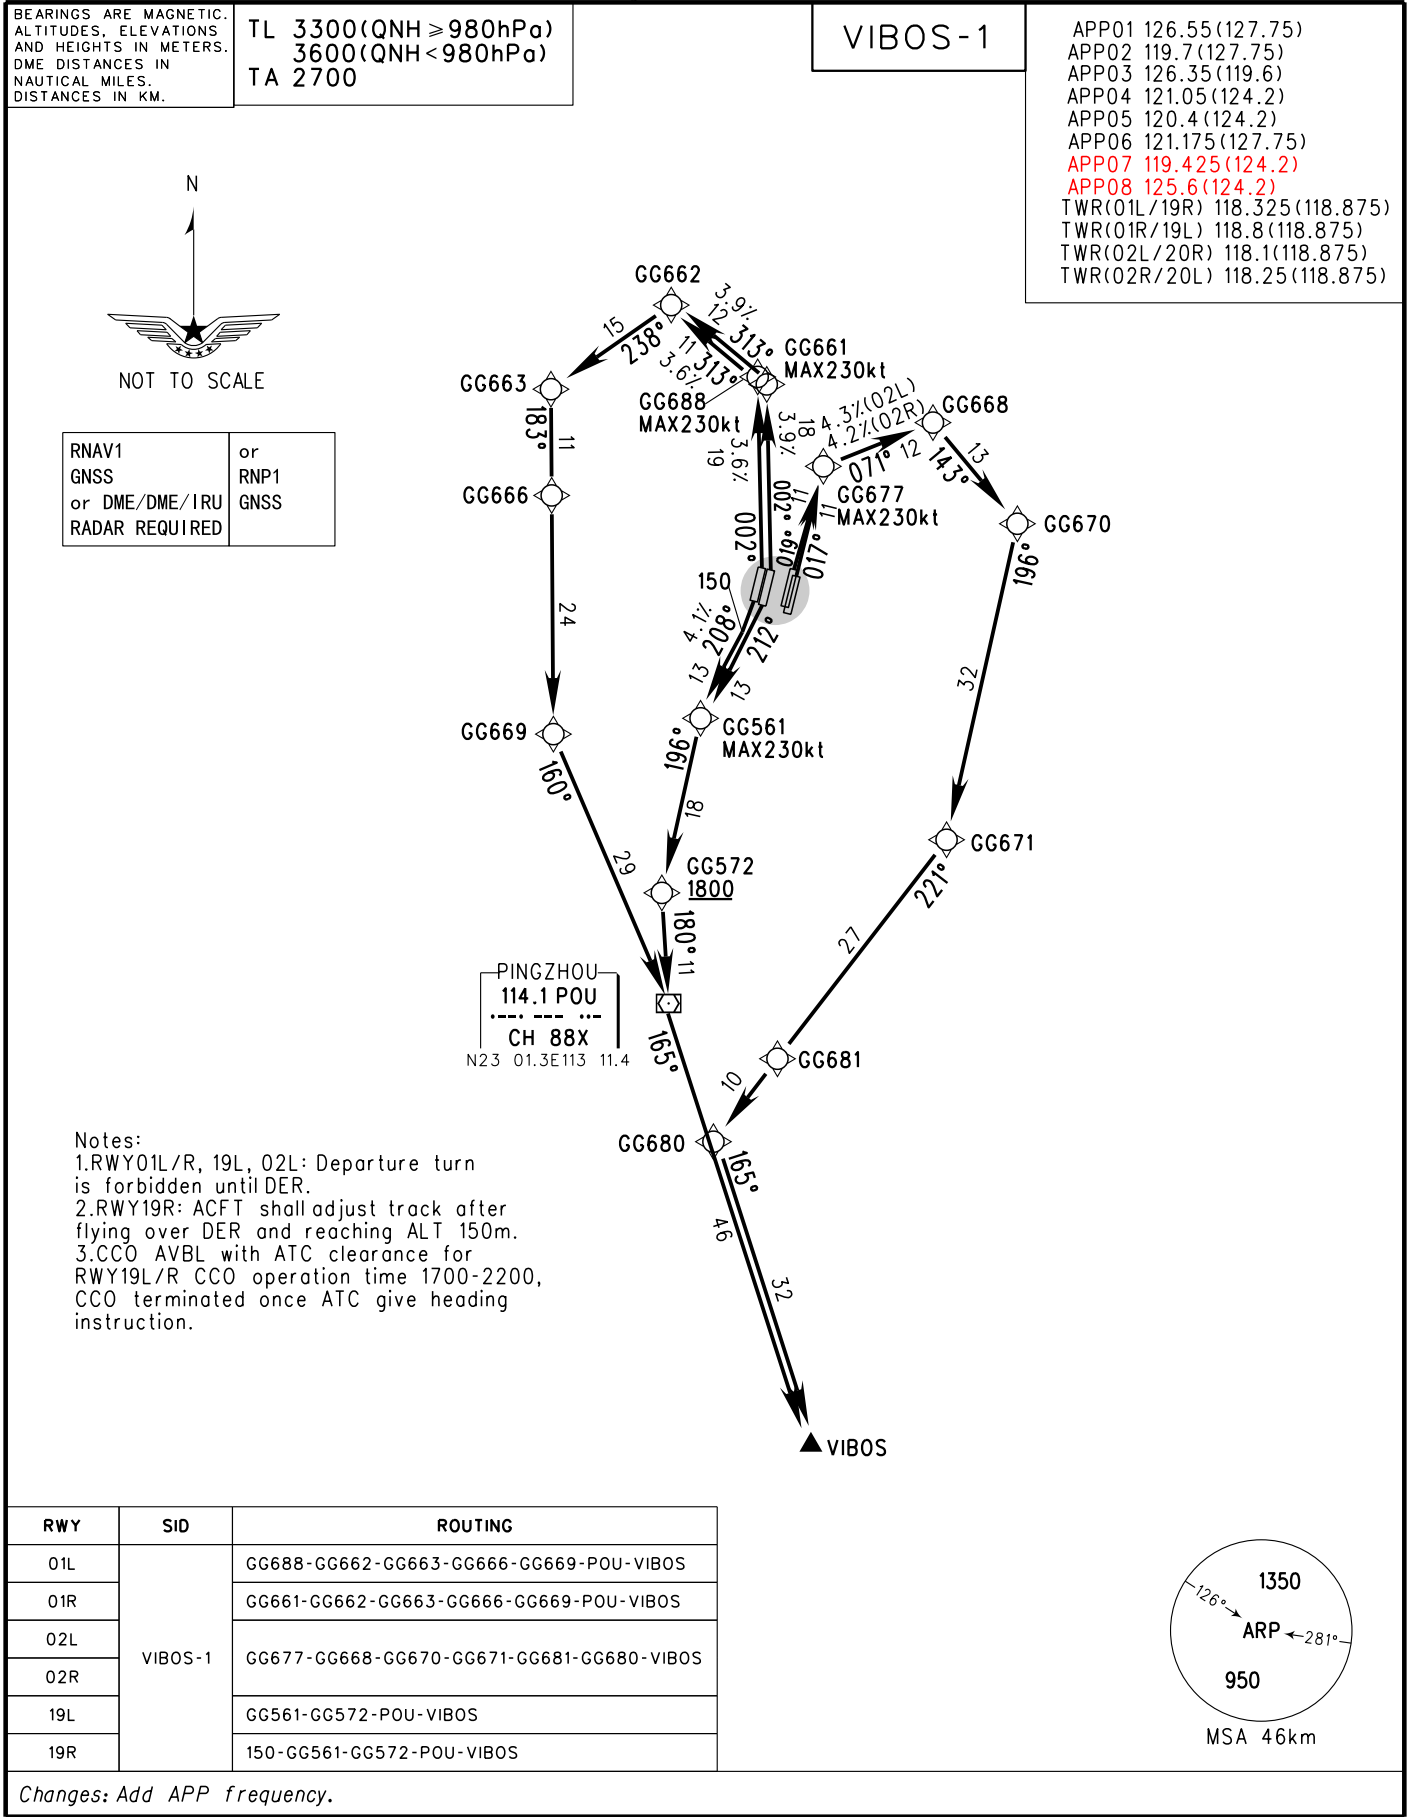 BEARINGS ARE MAGNETIC.
ALTITUDES, ELEVATIONS
AND HEIGHTS IN METERS.
DME DISTANCES IN
NAUTICAL MILES.
DISTANCES IN KM.
TL 3300(QNH≥980hPa)
3600(QNH<980hPa)
TA 2700
VIBOS-1
APP01 126.55(127.75)
APP02 119.7(127.75)
APP03 126.35(119.6)
APP04 121.05(124.2)
APP05 120.4(124.2)
APP06 121.175(127.75)
APP07 119.425(124.2)
APP08 125.6(124.2)
TWR(01L/19R) 118.325(118.875)
TWR(01R/19L) 118.8(118.875)
TWR(02L/20R) 118.1(118.875)
TWR(02R/20L) 118.25(118.875)
N
NOT TO SCALE
RNAV1
GNSS
or DME/DME/IRU
RADAR REQUIRED
or
RNP1
GNSS
GG662
3.9%
12
313°
15
238°
11
313°
3.6%
GG661
MAX230kt
GG663
GG688
MAX230kt
183°
11
GG666
3.6%
19
3.9%
18
002°
002°
4.3%(02L)
4.2%(02R)
071°
12
GG668
GG677
MAX230kt
11
11
019°
017°
143°
13
GG670
196°
32
150
4.1%
208°
212°
13
13
24
GG669
160°
GG561
MAX230kt
196°
18
29
GG572
1800
180°
11
GG671
221°
27
PINGZHOU
114.1 POU
CH 88X
N23 01.3E113 11.4
165°
GG681
10
GG680
165°
46
32
VIBOS
Notes:
1.RWY01L/R, 19L, 02L: Departure turn
is forbidden until DER.
2.RWY19R: ACFT shall adjust track after
flying over DER and reaching ALT 150m.
3.CCO AVBL with ATC clearance for
RWY19L/R CCO operation time 1700-2200,
CCO terminated once ATC give heading
instruction.
RWY SID ROUTING
01L GG688-GG662-GG663-GG666-GG669-POU-VIBOS
01R GG661-GG662-GG663-GG666-GG669-POU-VIBOS
02L
VIBOS-1 GG677-GG668-GG670-GG671-GG681-GG680-VIBOS
02R
19L GG561-GG572-POU-VIBOS
19R 150-GG561-GG572-POU-VIBOS
1350
126°
ARP
281°
950
MSA 46km
Changes: Add APP frequency.